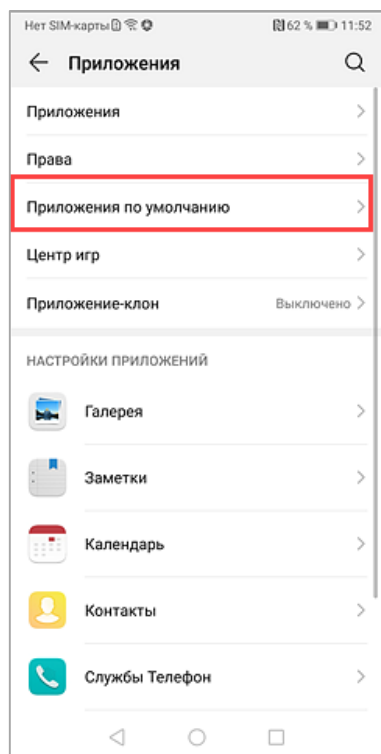 Нет SIM-карты 62 % 11:52
Приложения
Приложения
Права
Приложения по умолчанию
Центр игр
Приложение-клон Выключено
НАСТРОЙКИ ПРИЛОЖЕНИЙ
Галерея
Заметки
Календарь
Контакты
Службы Телефон